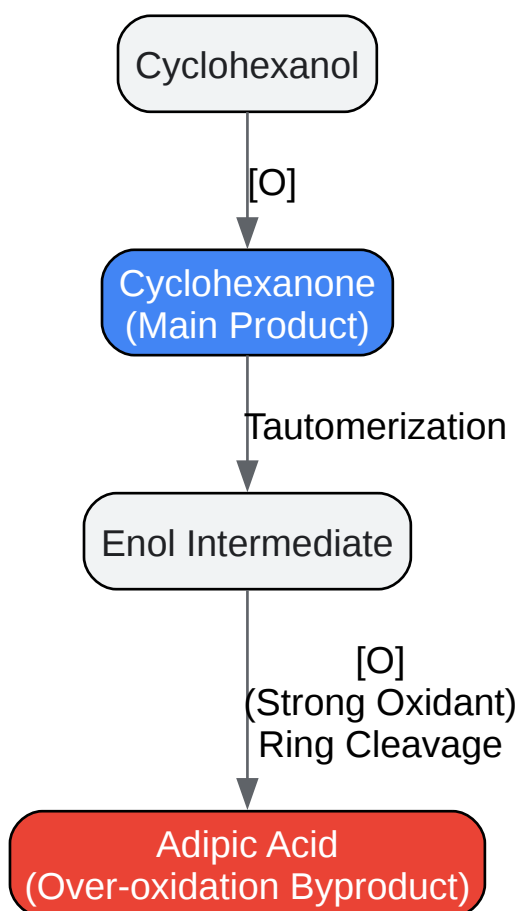 Cyclohexanol
[O]
Cyclohexanone
(Main Product)
Tautomerization
Enol Intermediate
[O]
(Strong Oxidant)
Ring Cleavage
Adipic Acid
(Over-oxidation Byproduct)